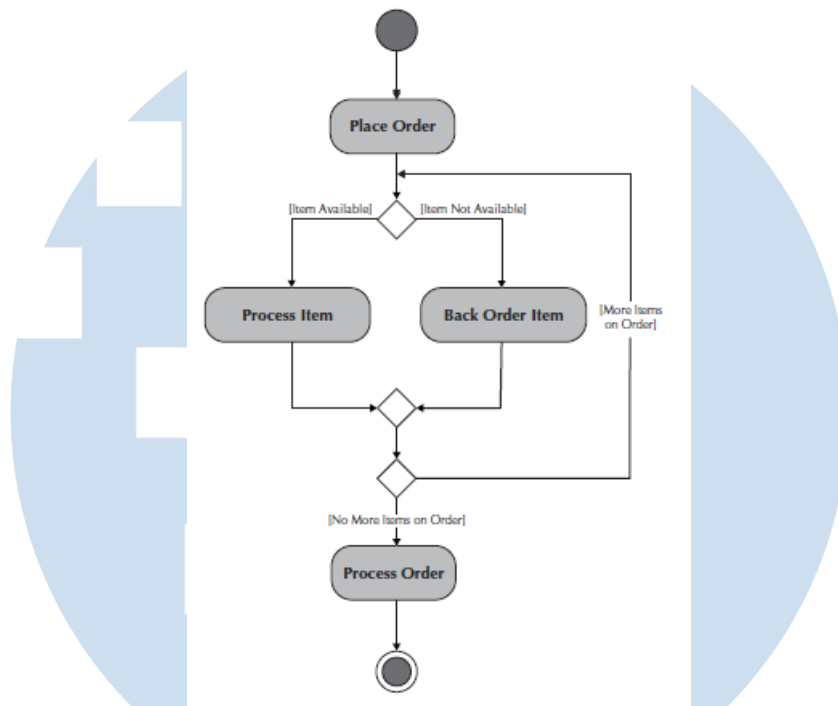 Place Order
[Item Available]
[Item Not Available]
Process Item
Back Order Item
[More Items
on Order]
[No More Items on Order]
Process Order